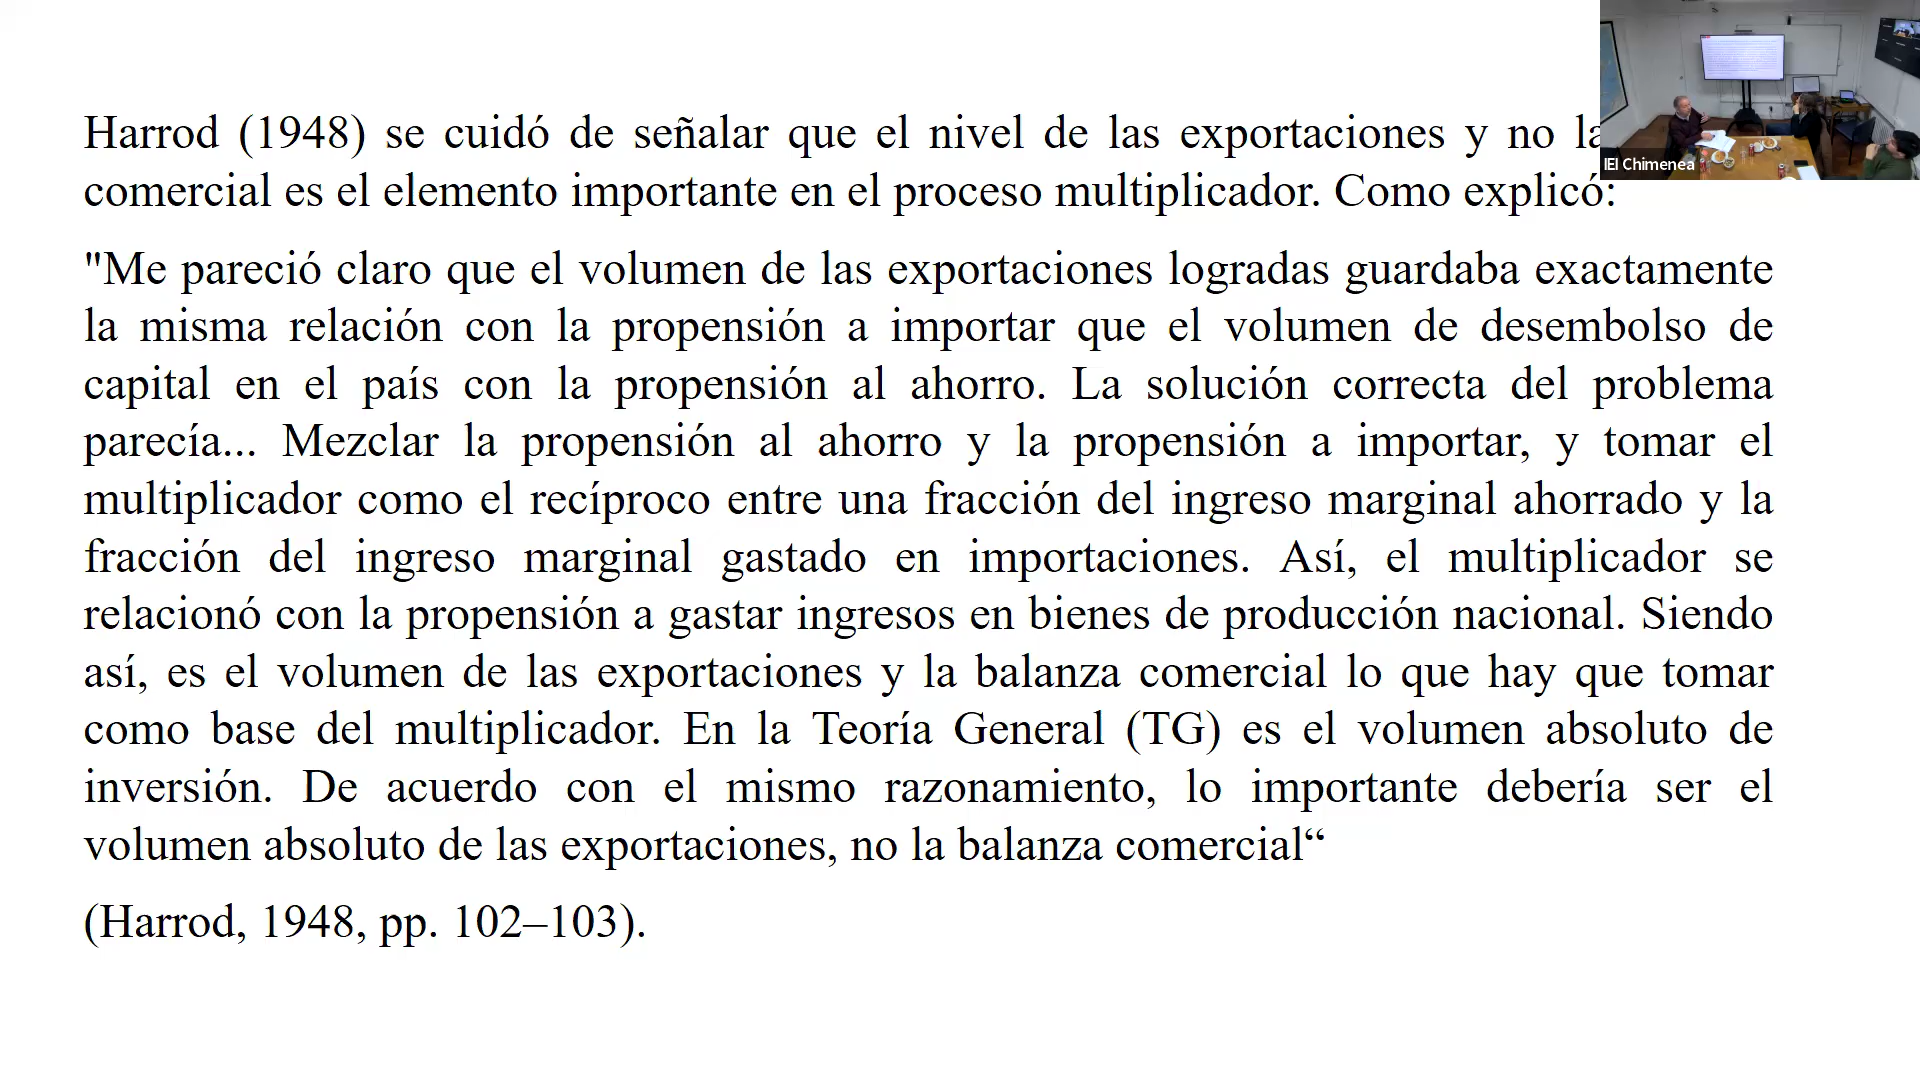 Harrod (1948) se cuidó de señalar que el nivel de las exportaciones y no la
comercial es el elemento importante en el proceso multiplicador. Como explicó:
"Me pareció claro que el volumen de las exportaciones logradas guardaba exactamente
la misma relación con la propensión a importar que el volumen de desembolso de
capital en el país con la propensión al ahorro. La solución correcta del problema
parecía... Mezclar la propensión al ahorro y la propensión a importar, y tomar el
multiplicador como el recíproco entre una fracción del ingreso marginal ahorrado y la
fracción del ingreso marginal gastado en importaciones. Así, el multiplicador se
relacionó con la propensión a gastar ingresos en bienes de producción nacional. Siendo
así, es el volumen de las exportaciones y la balanza comercial lo que hay que tomar
como base del multiplicador. En la Teoría General (TG) es el volumen absoluto de
inversión. De acuerdo con el mismo razonamiento, lo importante debería ser el
volumen absoluto de las exportaciones, no la balanza comercial“
(Harrod, 1948, pp. 102–103).
IEI Chimenea